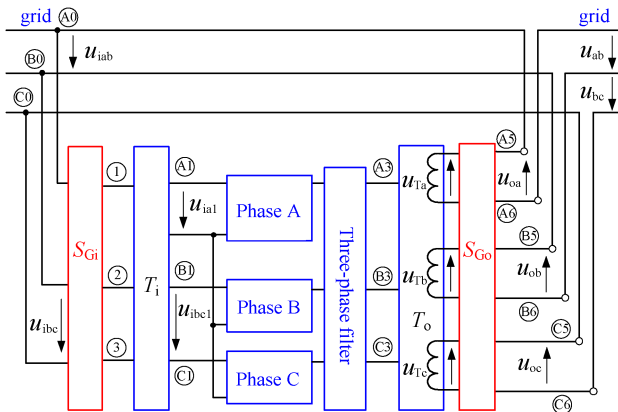 grid A0 grid
u_iab u_ab
B0
C0 u_bc
1 A1 A3 A5
u_ia1 Phase A u_Ta u_oa
A6
S_Gi T_i Three-phase filter S_Go
2 B1 B3 B5
u_ibc u_ibc1 Phase B T_o u_Tb u_ob
B6
3 C3 C5
C1 Phase C u_Tc u_oc
C6